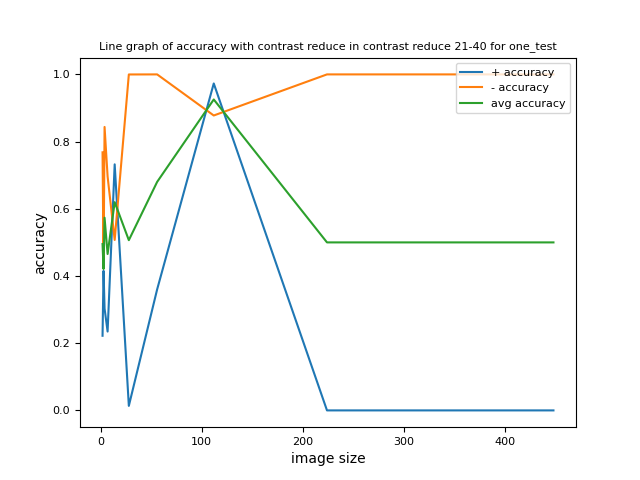 Line graph of accuracy with contrast reduce in contrast reduce 21-40 for one_test
+ accuracy
- accuracy
avg accuracy
1.0
0.8
0.6
0.4
0.2
0.0
accuracy
0 100 200 300 400
image size